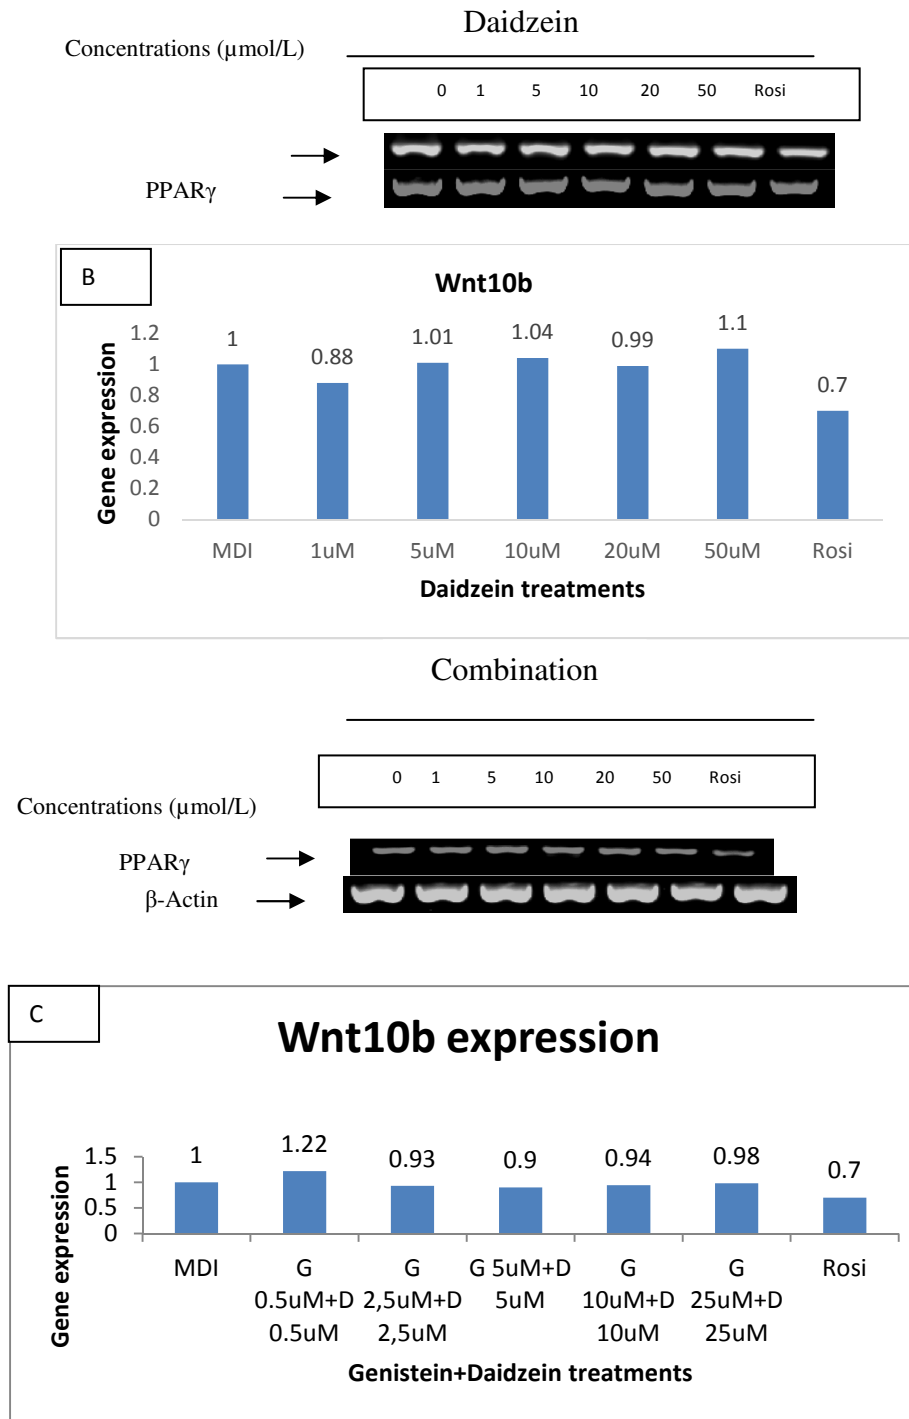 Daidzein
Concentrations (µmol/L)
0 1 5 10 20 50 Rosi
PPARγ
B
Wnt10b
Gene expression
1.2
1
0.8
0.6
0.4
0.2
0
1 0.88 1.01 1.04 0.99 1.1 0.7
MDI 1uM 5uM 10uM 20uM 50uM Rosi
Daidzein treatments
Combination
0 1 5 10 20 50 Rosi
Concentrations (µmol/L)
PPARγ
β-Actin
C
Wnt10b expression
Gene expression
1.5
1
0.5
0
1 1.22 0.93 0.9 0.94 0.98 0.7
MDI G G G 5uM+D G G Rosi
0.5uM+D 2,5uM+D 5uM 10uM+D 25uM+D
0.5uM 2,5uM 10uM 25uM
Genistein+Daidzein treatments